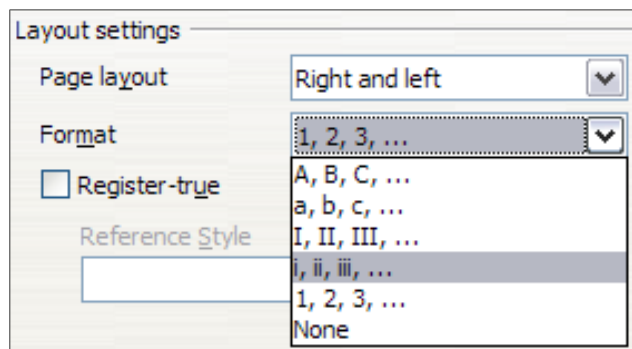 Layout settings
Page layout
Right and left
Format
1, 2, 3, ...
A, B, C, ...
a, b, c, ...
I, II, III, ...
i, ii, iii, ...
1, 2, 3, ...
None
Register-true
Reference Style